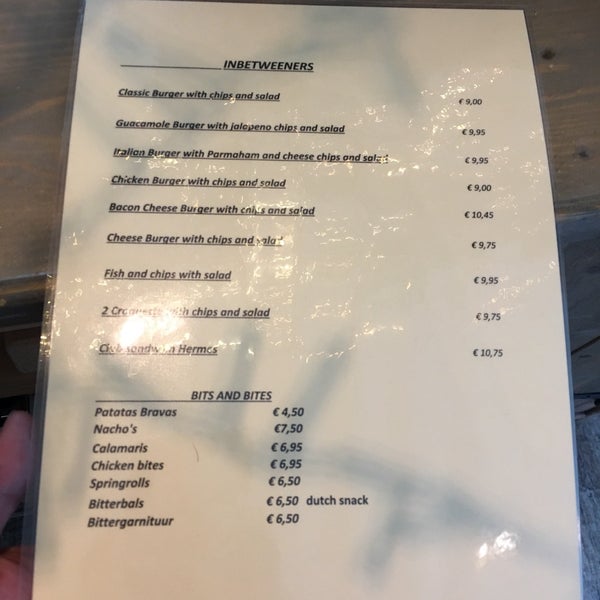 INBETWEENERS
Classic Burger with chips and salad € 9,00
Guacamole Burger with jalopeno chips and salad € 9,95
Italian Burger with Parmaham and cheese chips and salad € 9,95
Chicken Burger with chips and salad € 9,00
Bacon Cheese Burger with chips and salad € 10,45
Cheese Burger with chips and salad € 9,75
Fish and chips with salad € 9,95
2 Croquests with chips and salad € 9,75
Club sandwich Hermes € 10,75
BITS AND BITES
Patatas Bravas € 4,50
Nacho's €7,50
Calamaris € 6,95
Chicken bites € 6,95
Springrolls € 6,50
Bitterbals € 6,50 dutch snack
Bittergarnituur € 6,50